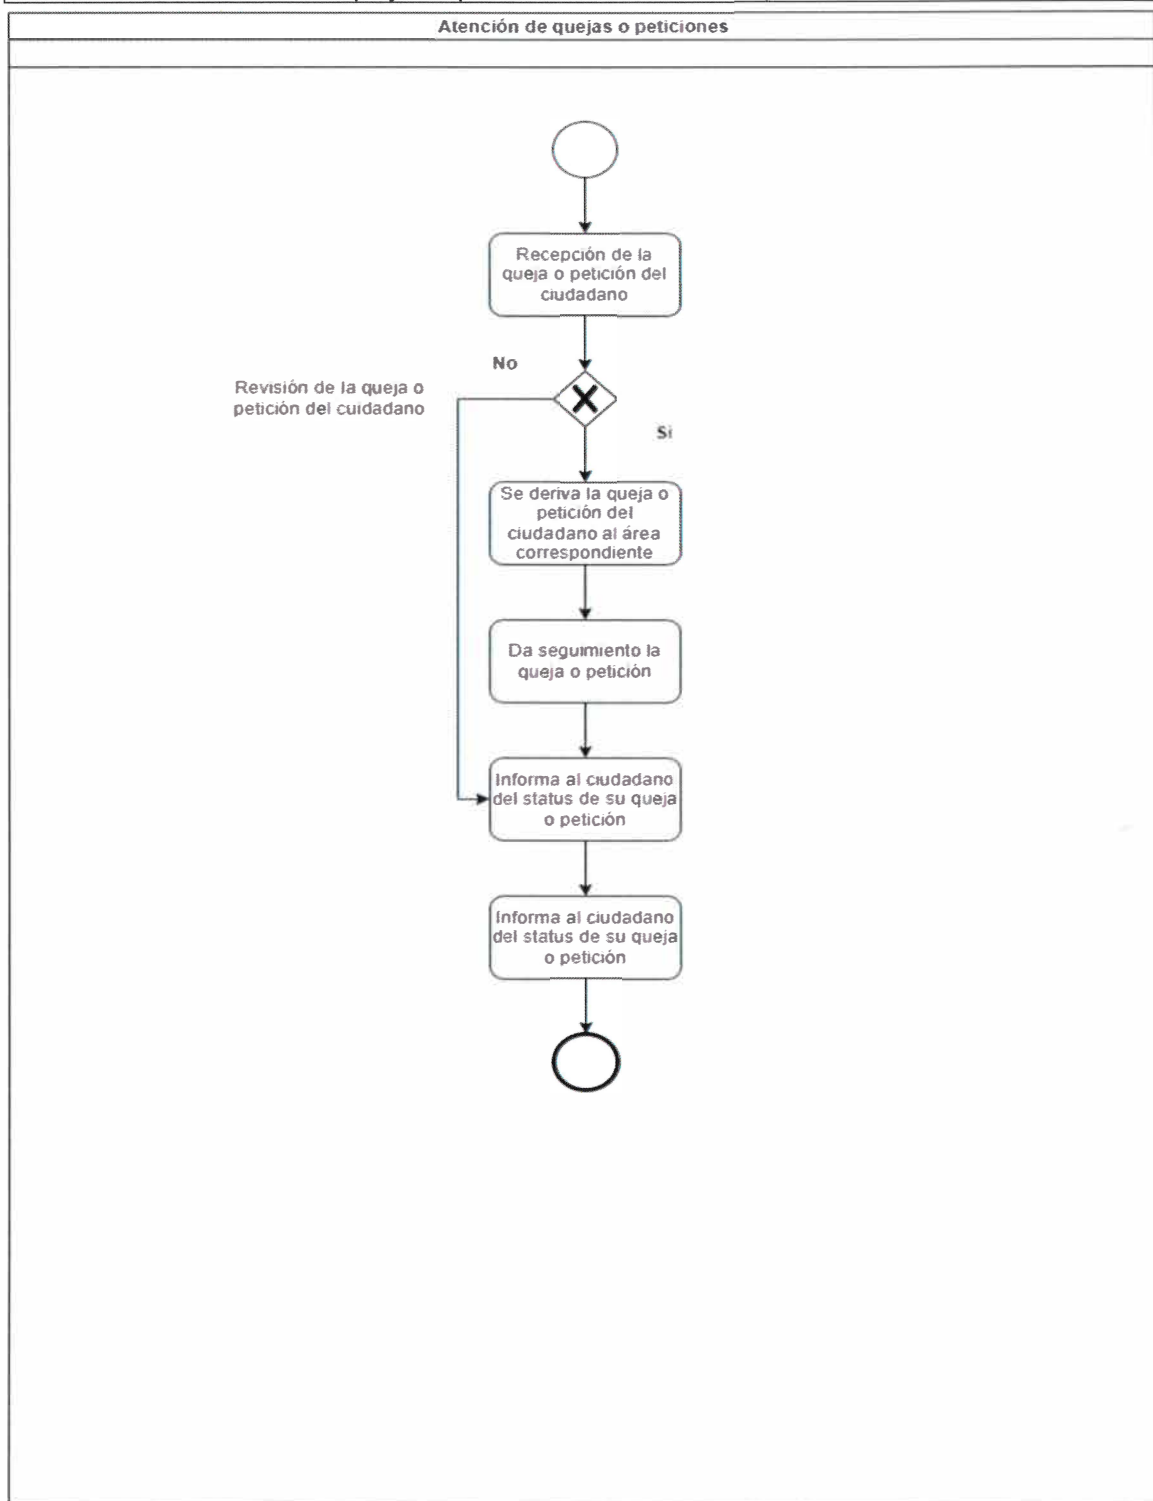 Atención de quejas o peticiones
Recepción de la
queja o petición del
ciudadano
No
Revisión de la queja o
petición del cuidadano
Si
Se deriva la queja o
petición del
ciudadano al área
correspondiente
Da seguimiento la
queja o petición
Informa al ciudadano
del status de su queja
o petición
Informa al ciudadano
del status de su queja
o petición